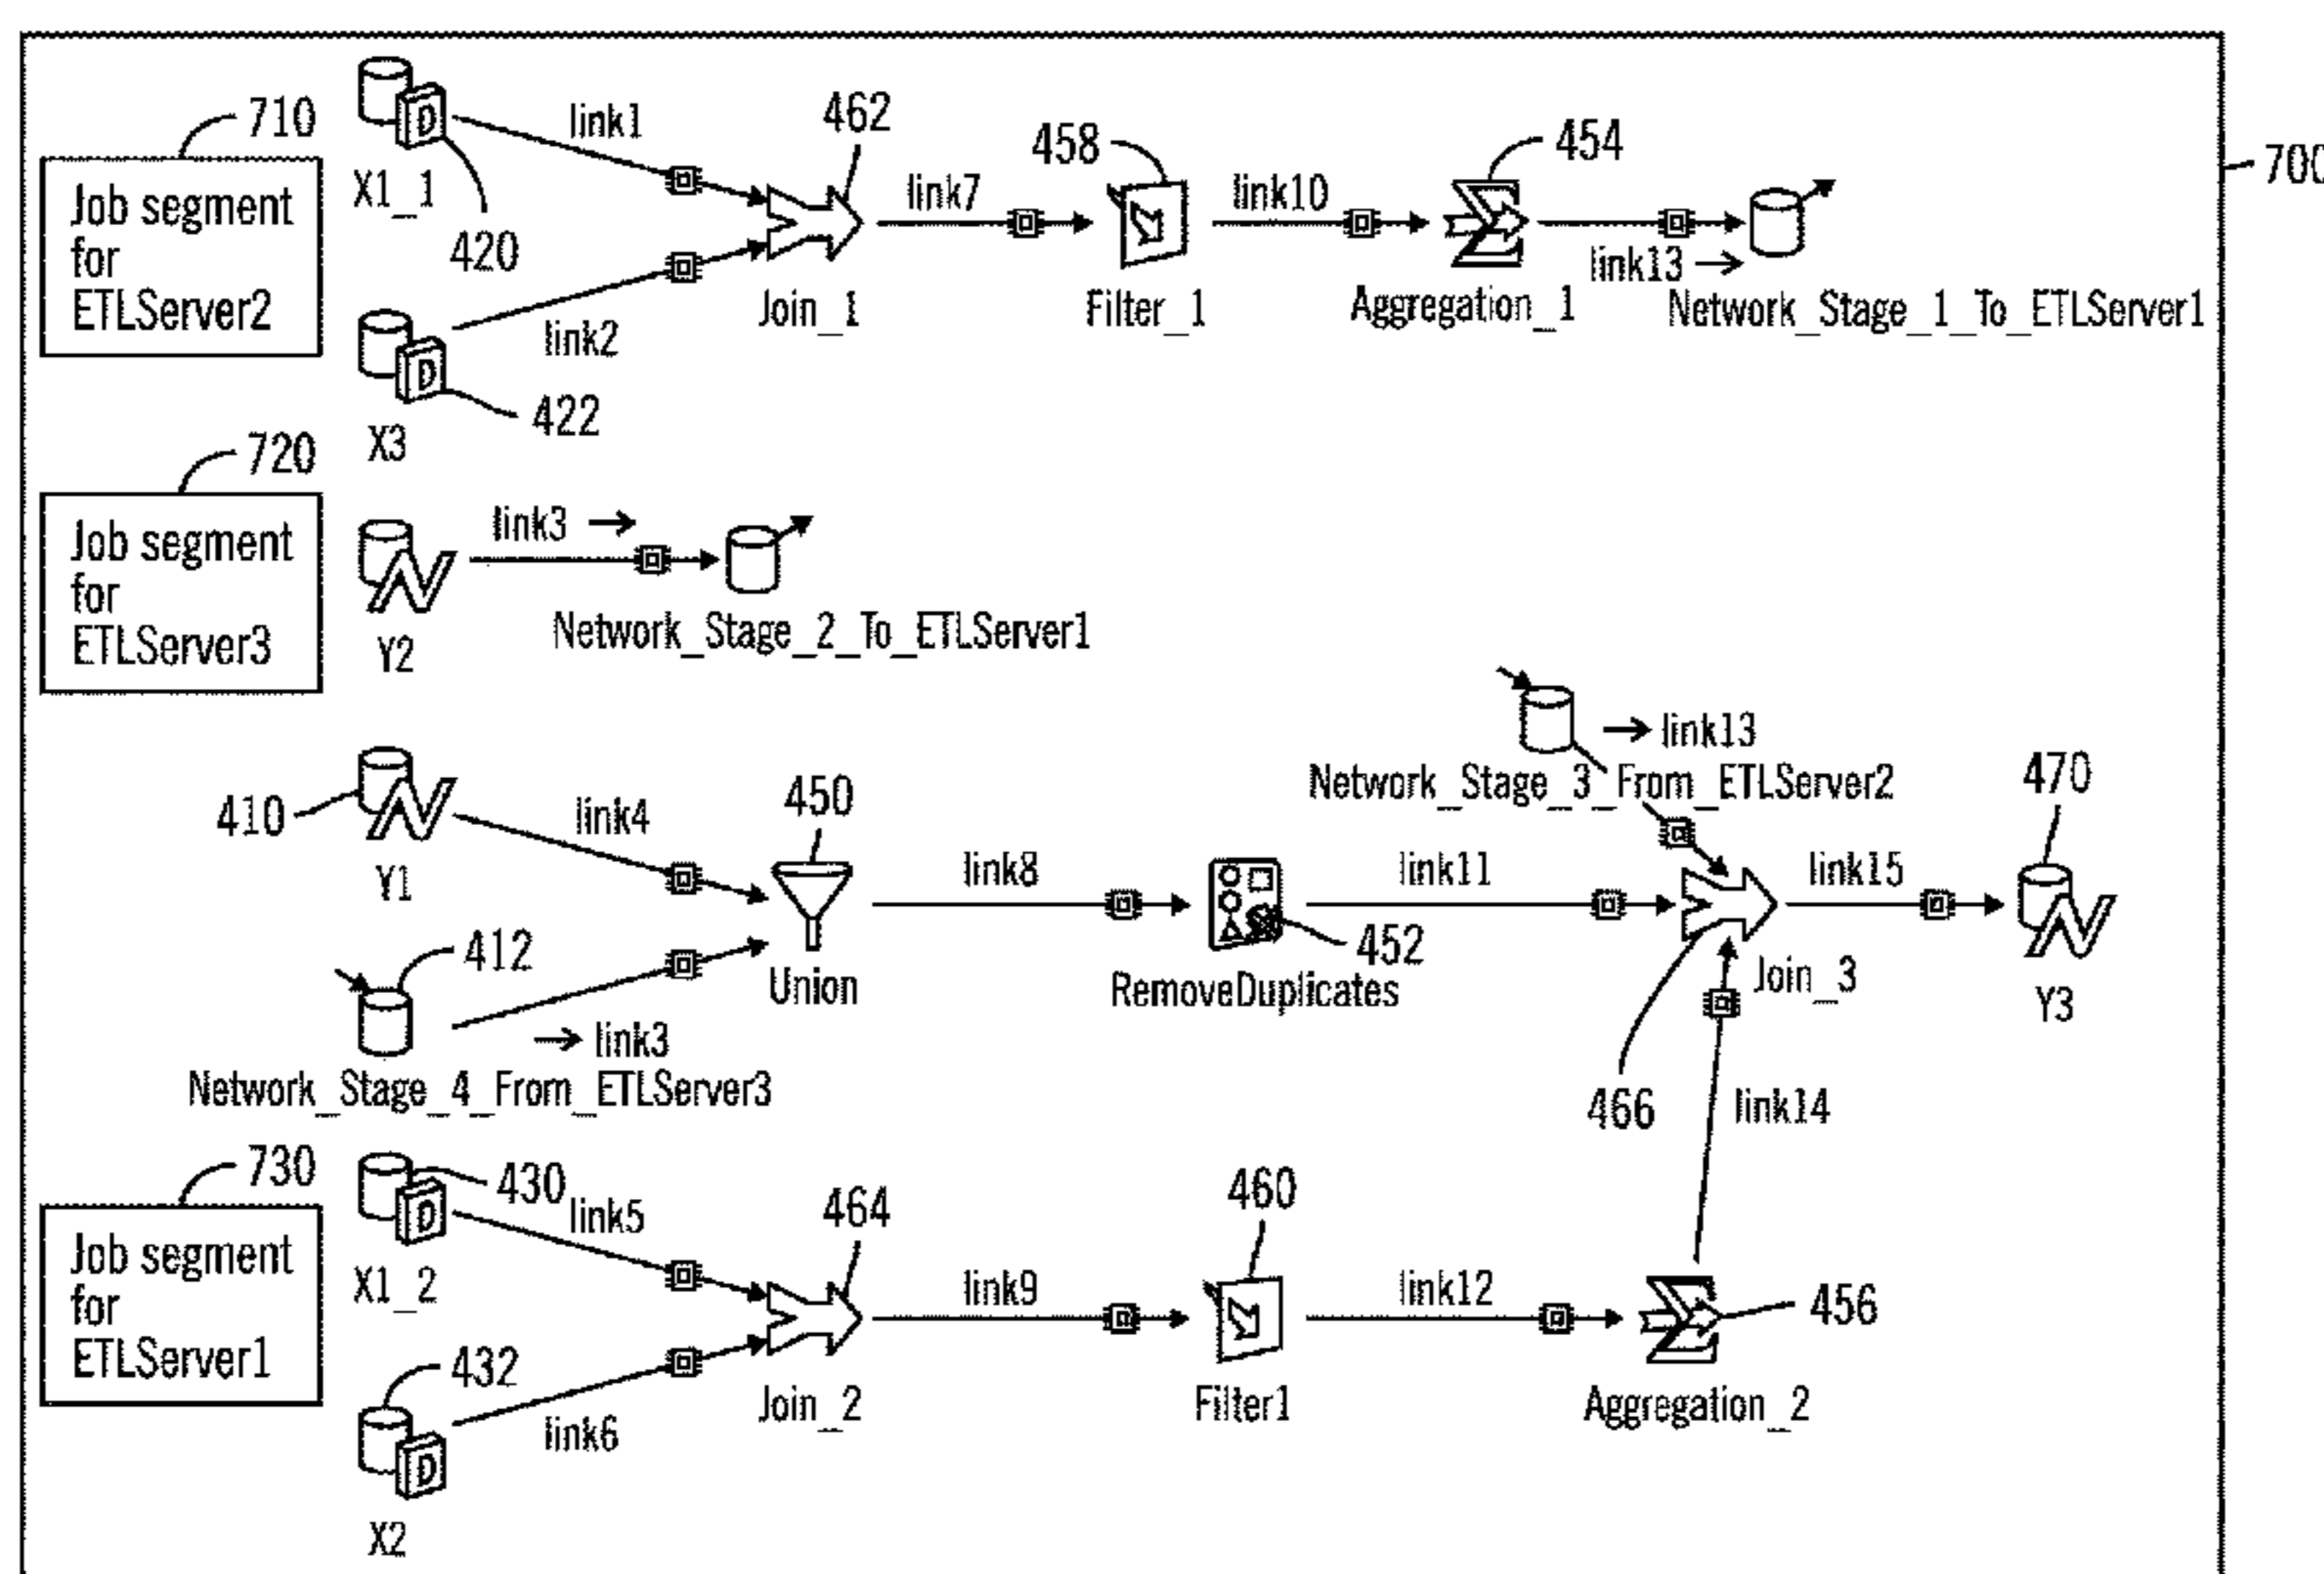 710
Job segment
for
ETLServer2
X1_1
420
link1
462
link7
458
link10
454
700
link2
Join_1
Filter_1
Aggregation_1
link13
Network_Stage_1_To_ETLServer1
X3
422
720
Job segment
for
ETLServer3
link3
Y2
Network_Stage_2_To_ETLServer1
link13
Network_Stage_3_From_ETLServer2
410
Y1
link4
450
link8
link11
link15
470
412
Union
452
RemoveDuplicates
Join_3
Y3
link3
Network_Stage_4_From_ETLServer3
466
link14
730
Job segment
for
ETLServer1
430
X1_2
link5
464
link9
460
link12
456
432
link6
Join_2
Filter1
Aggregation_2
X2